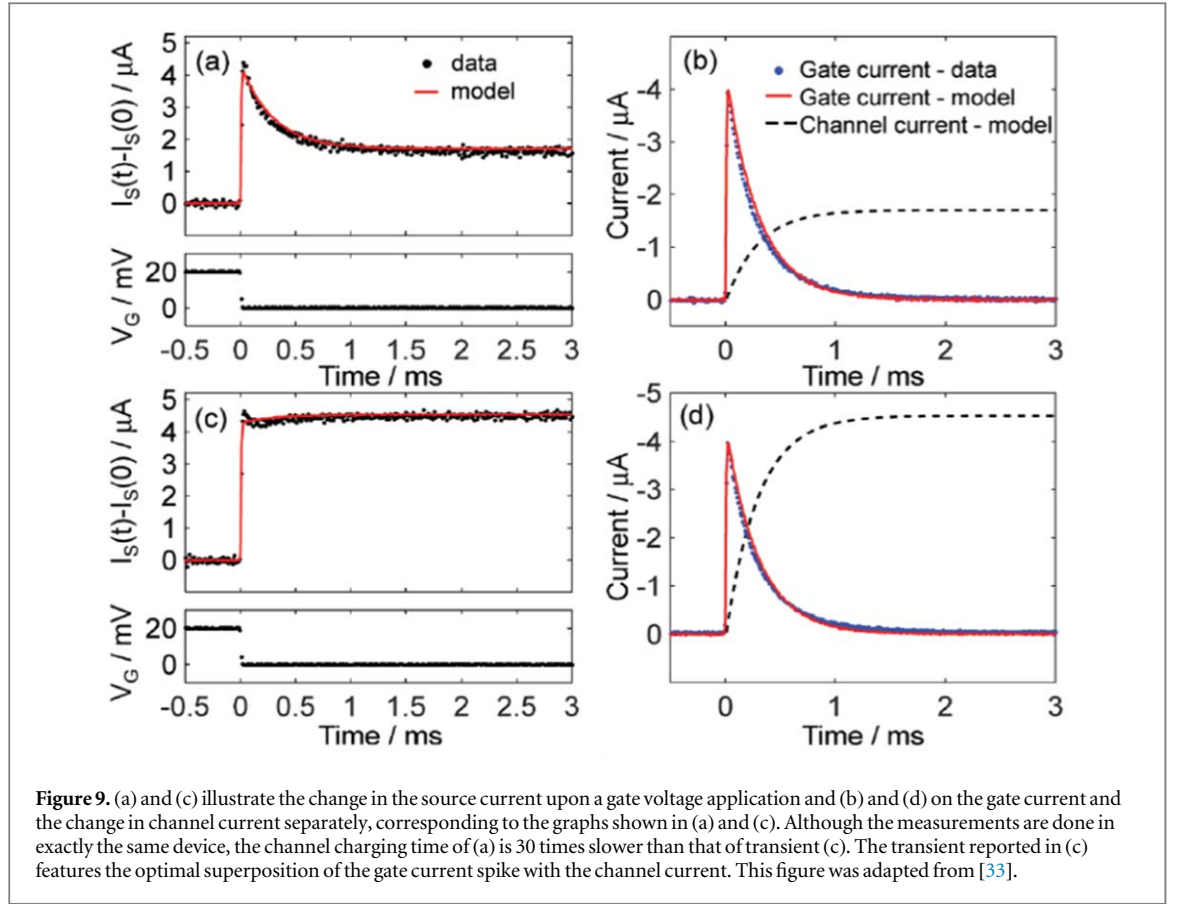 (a)
data
model
I_S(t)-I_S(0) / μA
5
4
3
2
1
0
V_G / mV
20
0
-0.5 0 0.5 1 1.5 2 2.5 3
Time / ms
(b)
Gate current - data
Gate current - model
Channel current - model
Current / μA
-4
-3
-2
-1
0
0 1 2 3
Time / ms
(c)
I_S(t)-I_S(0) / μA
5
4
3
2
1
0
V_G / mV
20
0
-0.5 0 0.5 1 1.5 2 2.5 3
Time / ms
(d)
Current / μA
-5
-4
-3
-2
-1
0
0 1 2 3
Time / ms
Figure 9. (a) and (c) illustrate the change in the source current upon a gate voltage application and (b) and (d) on the gate current and
the change in channel current separately, corresponding to the graphs shown in (a) and (c). Although the measurements are done in
exactly the same device, the channel charging time of (a) is 30 times slower than that of transient (c). The transient reported in (c)
features the optimal superposition of the gate current spike with the channel current. This figure was adapted from [33].